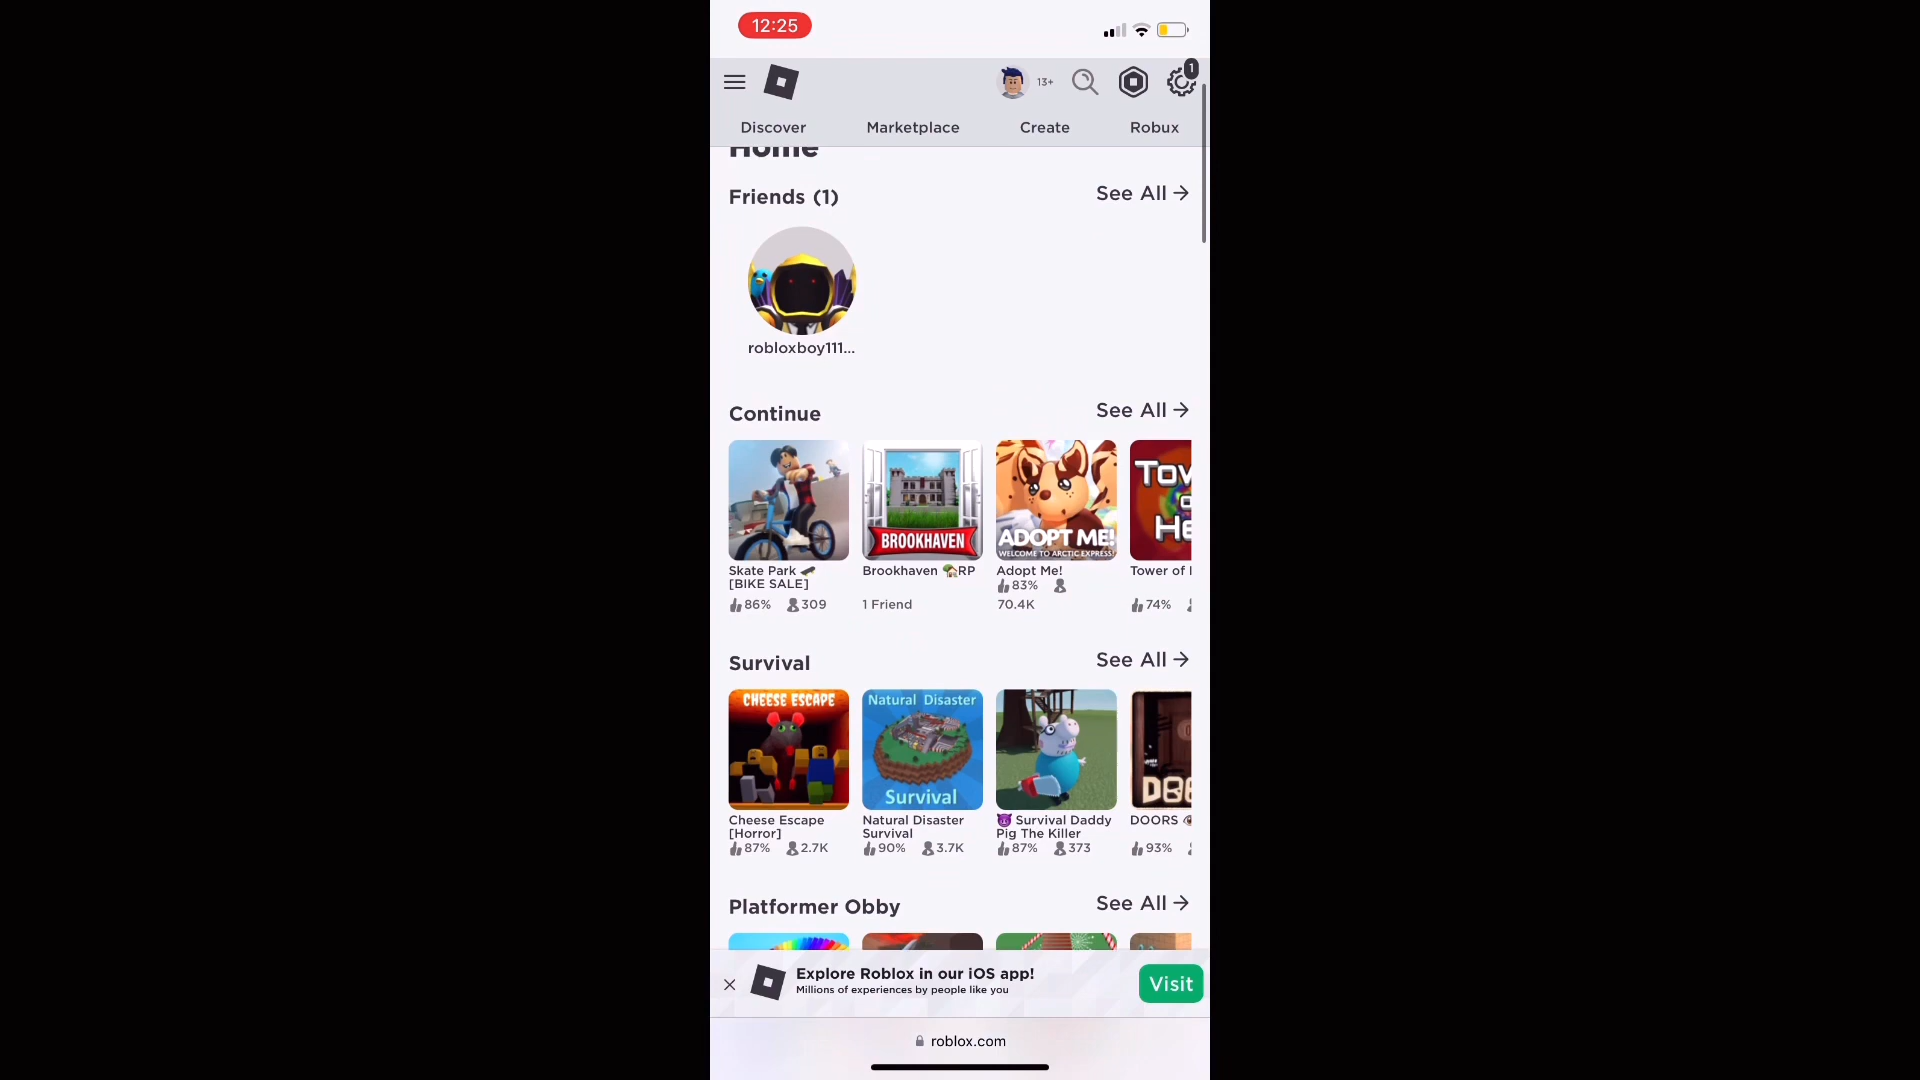 12:25
13+
1
Discover Marketplace Create Robux
Home
Friends (1) See All
robloxboy111...
Continue See All
BROOKHAVEN
ADOPT ME!
WELCOME TO ARCTIC EXPRESS!
Skate Park Brookhaven 🏡RP Adopt Me! Tower of
[BIKE SALE] 83%
86% 309 1 Friend 70.4K 74%
Survival See All
CHEESE ESCAPE
Natural Disaster
Survival
Cheese Escape Natural Disaster 😈 Survival Daddy DOORS
[Horror] Survival Pig The Killer
87% 2.7K 90% 3.7K 87% 373 93%
Platformer Obby See All
Explore Roblox in our iOS app!
Millions of experiences by people like you
Visit
roblox.com